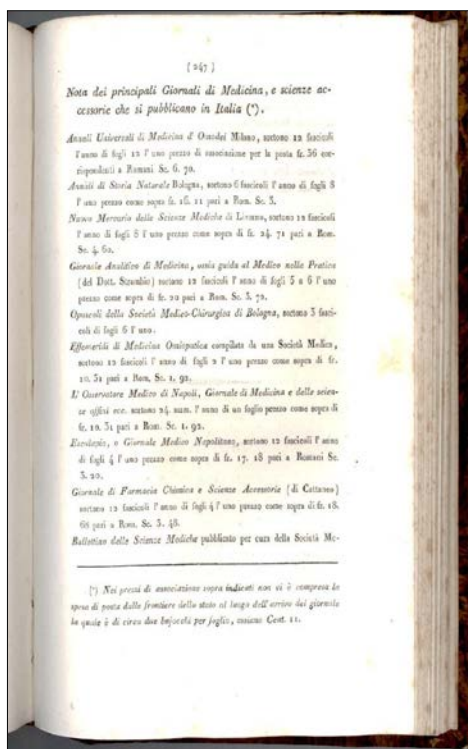 (247)
Nota dei principali Giornali di Medicina, e scienze ac-
cessorie che si pubblicano in Italia (*).
Annali Universali di Medicina d' Omodei Milano, sortono 12 fascicoli
l'anno di fogli 12 l'uno prezzo di associazione per la posta fr. 36 cor-
rispondenti a Romani Sc. 6. 70.
Annali di Storia Naturale Bologna, sortono 6 fascicoli l'anno di fogli 8
l'uno prezzo come sopra fr. 16. 11 pari a Rom. Sc. 3.
Nuovo Mercurio delle Scienze Mediche di Livorno, sortono 12 fascicoli
l'anno di fogli 8 l'uno prezzo come sopra di fr. 24. 71 pari a Rom.
Sc. 4. 60.
Giornale Analitico di Medicina, ossia guida al Medico nella Pratica
(del Dott. Strambio) sortono 12 fascicoli l'anno di fogli 5 a 6 l'uno
prezzo come sopra di fr. 20 pari a Rom. Sc. 3. 72.
Opuscoli della Società Medico-Chirurgica di Bologna, sortono 3 fasci-
coli di fogli 6 l'uno.
Effemeridi di Medicina Omiopatica compilata da una Società Medica,
sortono 12 fascicoli l'anno di fogli 2 l'uno prezzo come sopra di fr.
10. 31 pari a Rom. Sc. 1. 92.
L'Osservatore Medico di Napoli, Giornale di Medicina e delle scien-
ze affini ecc. sortono 24 num. l'anno di un foglio prezzo come sopra di
fr. 10. 31 pari a Rom. Sc. 1. 92.
Esculapio, o Giornale Medico Napolitano, sortono 12 fascicoli l'anno
di fogli 4 l'uno prezzo come sopra di fr. 17. 18 pari a Romani Sc.
3. 20.
Giornale di Farmacia Chimica e Scienze Accessorie (di Cattaneo)
sortono 12 fascicoli l'anno di fogli 4 l'uno prezzo come sopra di fr. 18.
68 pari a Rom. Sc. 3. 48.
Bullettino delle Scienze Mediche pubblicato per cura della Società Me-
(*) Nei prezzi di associazione sopra indicati non vi è compresa la
spesa di posta dalle frontiere dello stato al luogo dell'arrivo del giornale
la quale è di circa due bajocchi per foglio, ossiano Cent. 11.